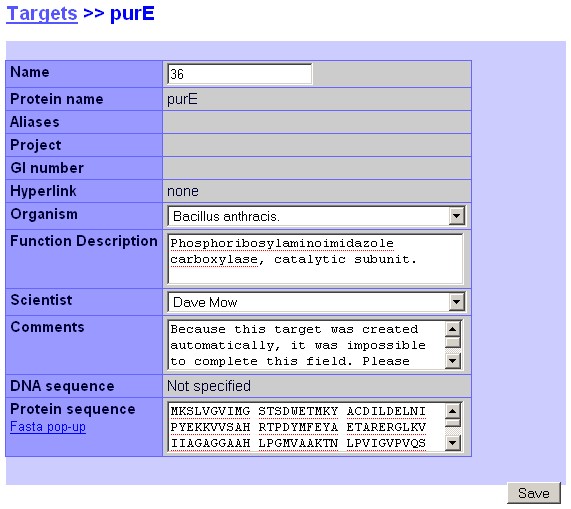 Targets >> purE
Name 36
Protein name purE
Aliases
Project
GI number
Hyperlink none
Organism Bacillus anthracis.
Function Description Phosphoribosylaminoimidazole
carboxylase, catalytic subunit.
Scientist Dave Mow
Comments Because this target was created
automatically, it was impossible
to complete this field. Please
DNA sequence Not specified
Protein sequence MKSLVGVIMG STSDWETMKY ACDILDELNI
Fasta pop-up PYEKKVVSAH RTPDYMFEYA ETARERGLKV
IIAGAGGAAH LPGMVAAKTN LPVIGVPVQS
Save